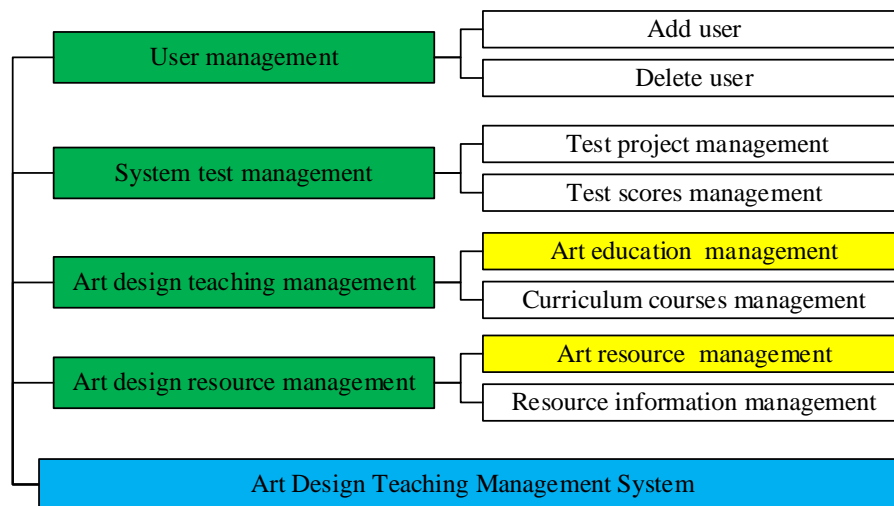 User management
Add user
Delete user
System test management
Test project management
Test scores management
Art design teaching management
Art education management
Curriculum courses management
Art design resource management
Art resource management
Resource information management
Art Design Teaching Management System